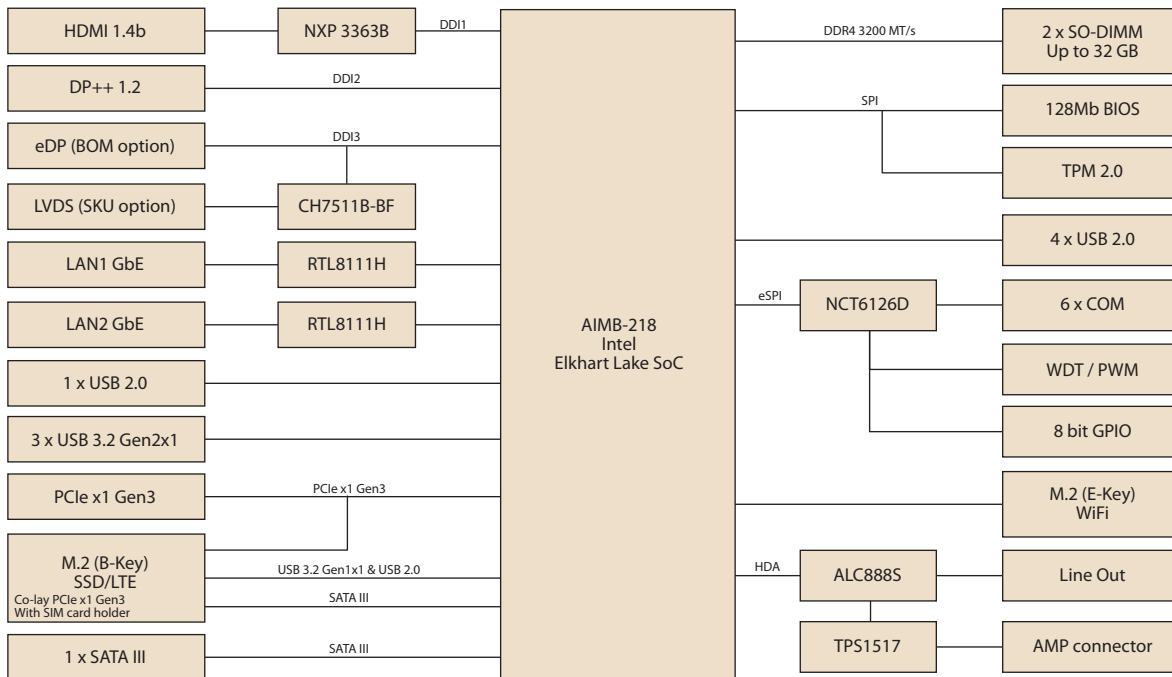 HDMI 1.4b
NXP 3363B
DDI1
DP++ 1.2
DDI2
eDP (BOM option)
DDI3
LVDS (SKU option)
CH7511B-BF
LAN1 GbE
RTL8111H
LAN2 GbE
RTL8111H
1 x USB 2.0
3 x USB 3.2 Gen2x1
PCIe x1 Gen3
PCIe x1 Gen3
M.2 (B-Key)
SSD/LTE
Co-lay PCIe x1 Gen3
With SIM card holder
USB 3.2 Gen1x1 & USB 2.0
SATA III
1 x SATA III
SATA III
AIMB-218
Intel
Elkhart Lake SoC
DDR4 3200 MT/s
2 x SO-DIMM
Up to 32 GB
SPI
128Mb BIOS
TPM 2.0
4 x USB 2.0
eSPI
NCT6126D
6 x COM
WDT / PWM
8 bit GPIO
M.2 (E-Key)
WiFi
HDA
ALC888S
Line Out
TPS1517
AMP connector